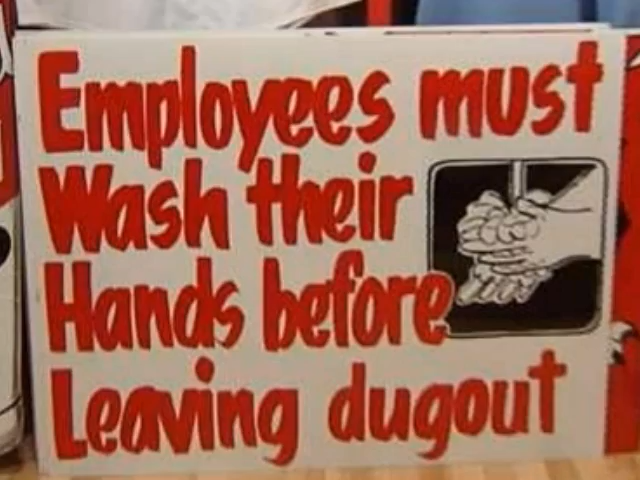 Employees must
Wash their
Hands before
Leaving dugout